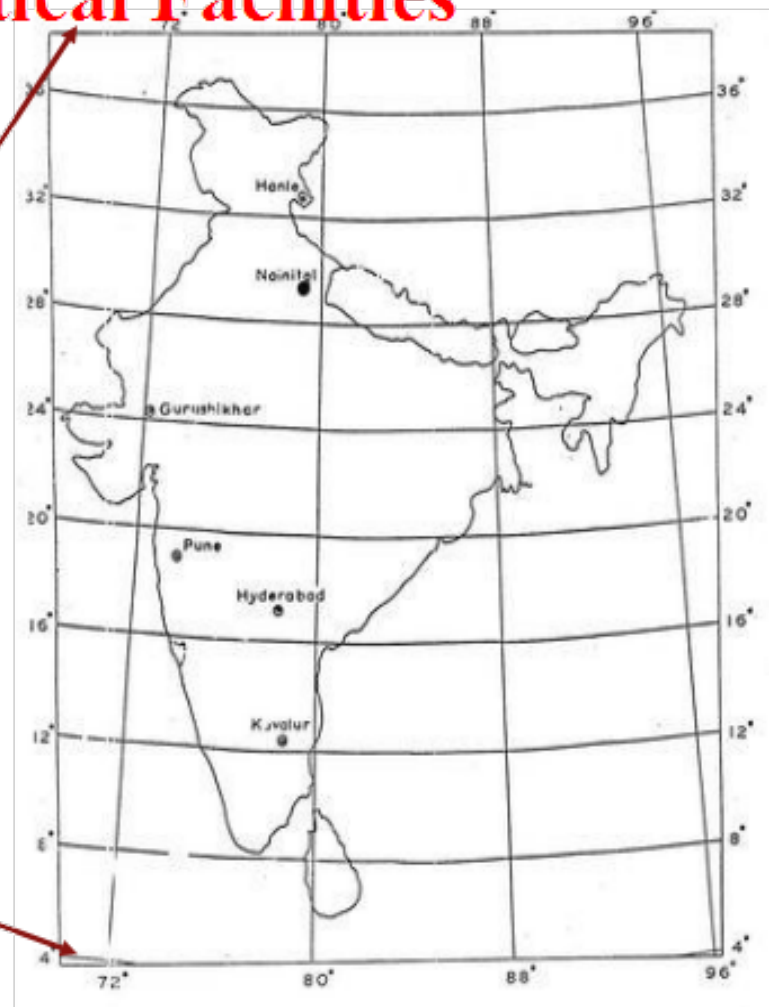 Facilities
72° 80° 88° 96°
36°
32° Hanle 32°
Nainital
28° 28°
24° Gurushikhar 24°
20° 20°
Pune
Hyderabad
16° 16°
Kavalur
12° 12°
8° 8°
4° 4°
72° 80° 88° 96°